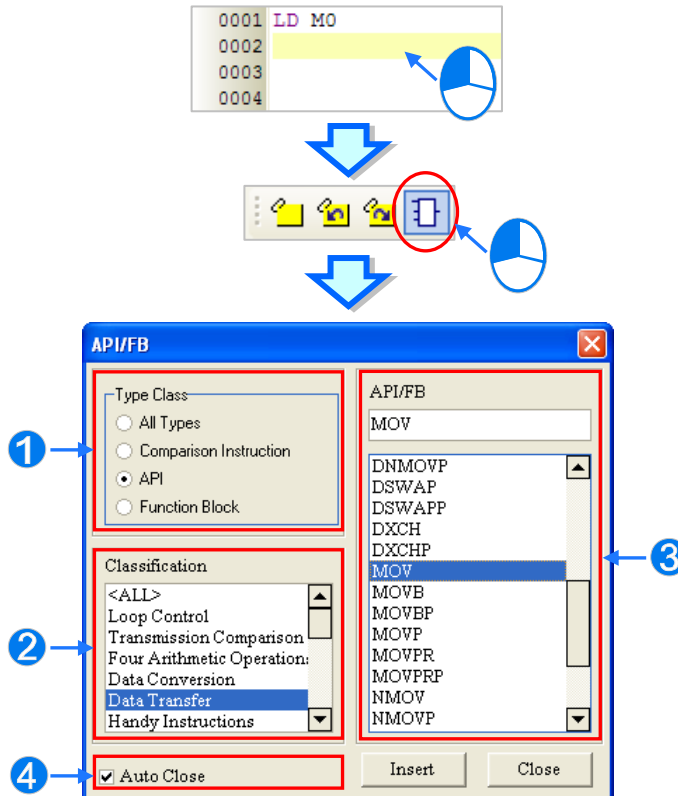 0001 LD M0
0002
0003
0004
API/FB
Type Class
All Types
Comparison Instruction
API
Function Block
1
Classification
<ALL>
Loop Control
Transmission Comparison
Four Arithmetic Operation
Data Conversion
Data Transfer
Handy Instructions
2
Auto Close
4
API/FB
MOV
DNMOVP
DSWAP
DSWAPP
DXCH
DXCHP
MOV
MOVB
MOVBP
MOVP
MOVPR
MOVPRP
NMOV
NMOVP
3
Insert
Close